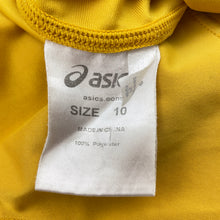 asics
asics.com
SIZE 10
MADE IN CHINA
100% Polyester